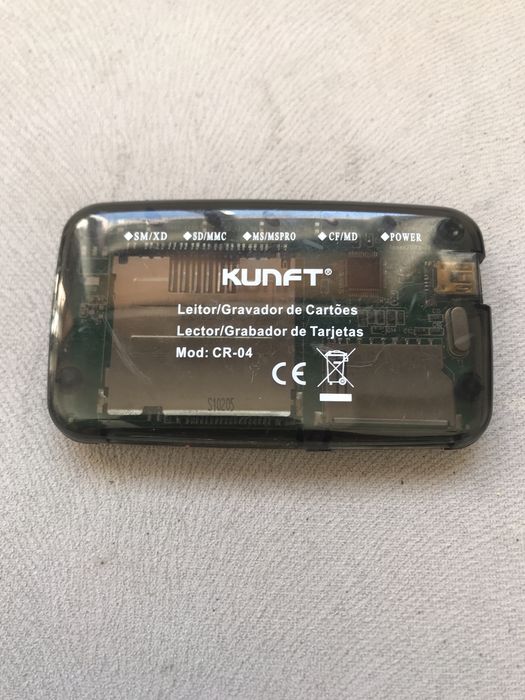 ◆SM/XD ◆SD/MMC ◆MS/MSPRO ◆CF/MD ◆POWER
KUNFT®
Leitor/Gravador de Cartões
Lector/Grabador de Tarjetas
Mod: CR-04
CE
S10205